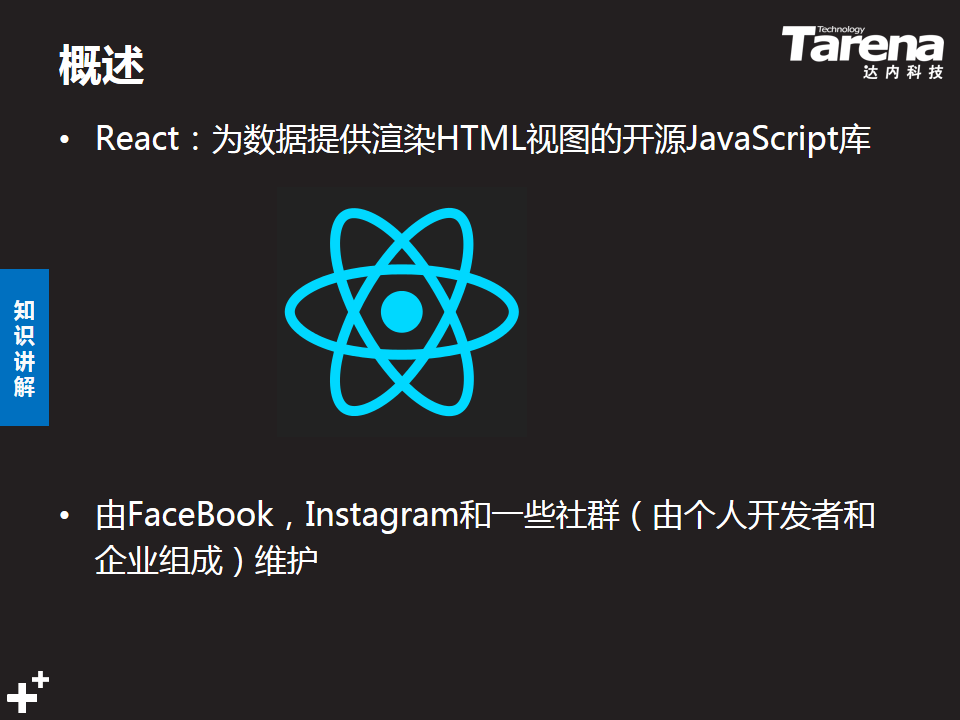 概述
Technology
Tarena
达内科技
• React：为数据提供渲染HTML视图的开源JavaScript库
知识讲解
• 由FaceBook，Instagram和一些社群（由个人开发者和
企业组成）维护